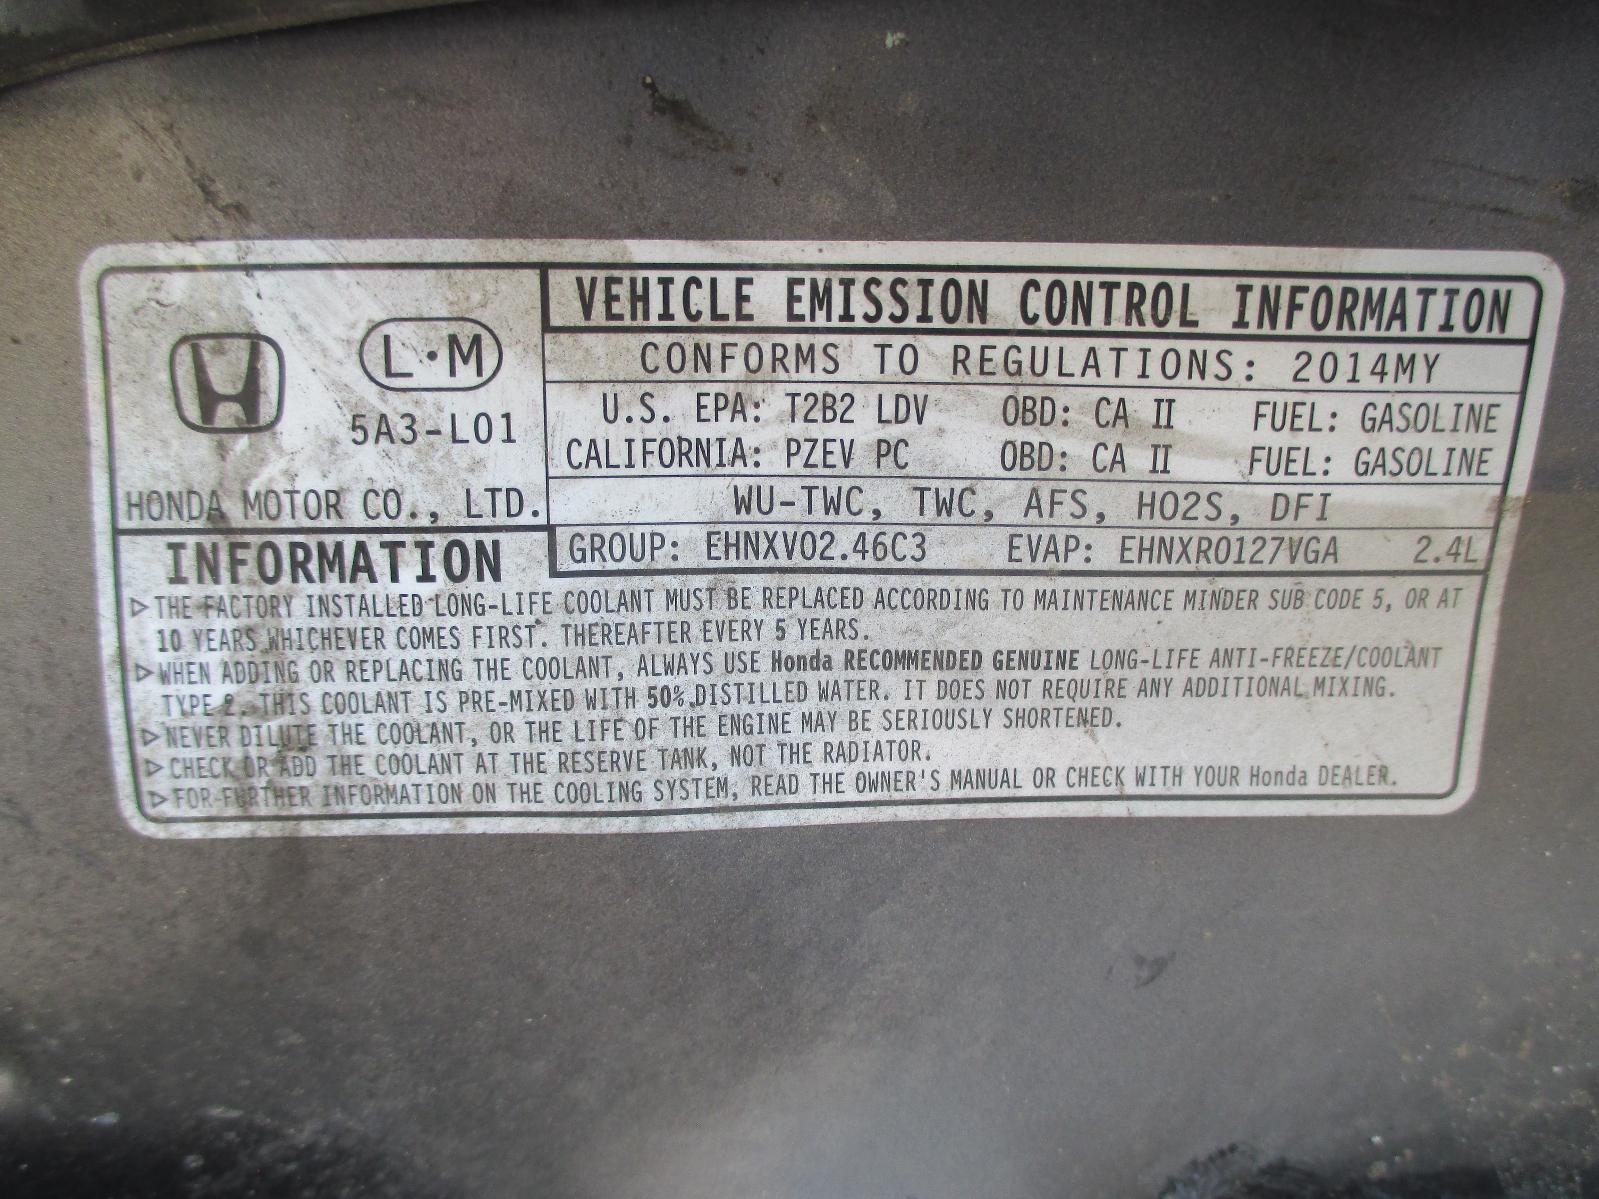 VEHICLE EMISSION CONTROL INFORMATION
L·M
5A3-L01
HONDA MOTOR CO., LTD.
CONFORMS TO REGULATIONS: 2014MY
U.S. EPA: T2B2 LDV OBD: CA II FUEL: GASOLINE
CALIFORNIA: PZEV PC OBD: CA II FUEL: GASOLINE
WU-TWC, TWC, AFS, HO2S, DFI
GROUP: EHNXV02.46C3 EVAP: EHNXR0127VGA 2.4L
INFORMATION
▷THE FACTORY INSTALLED LONG-LIFE COOLANT MUST BE REPLACED ACCORDING TO MAINTENANCE MINDER SUB CODE 5, OR AT
10 YEARS WHICHEVER COMES FIRST. THEREAFTER EVERY 5 YEARS.
▷WHEN ADDING OR REPLACING THE COOLANT, ALWAYS USE Honda RECOMMENDED GENUINE LONG-LIFE ANTI-FREEZE/COOLANT
TYPE 2. THIS COOLANT IS PRE-MIXED WITH 50% DISTILLED WATER. IT DOES NOT REQUIRE ANY ADDITIONAL MIXING.
▷NEVER DILUTE THE COOLANT, OR THE LIFE OF THE ENGINE MAY BE SERIOUSLY SHORTENED.
▷CHECK OR ADD THE COOLANT AT THE RESERVE TANK, NOT THE RADIATOR.
▷FOR FURTHER INFORMATION ON THE COOLING SYSTEM, READ THE OWNER'S MANUAL OR CHECK WITH YOUR Honda DEALER.